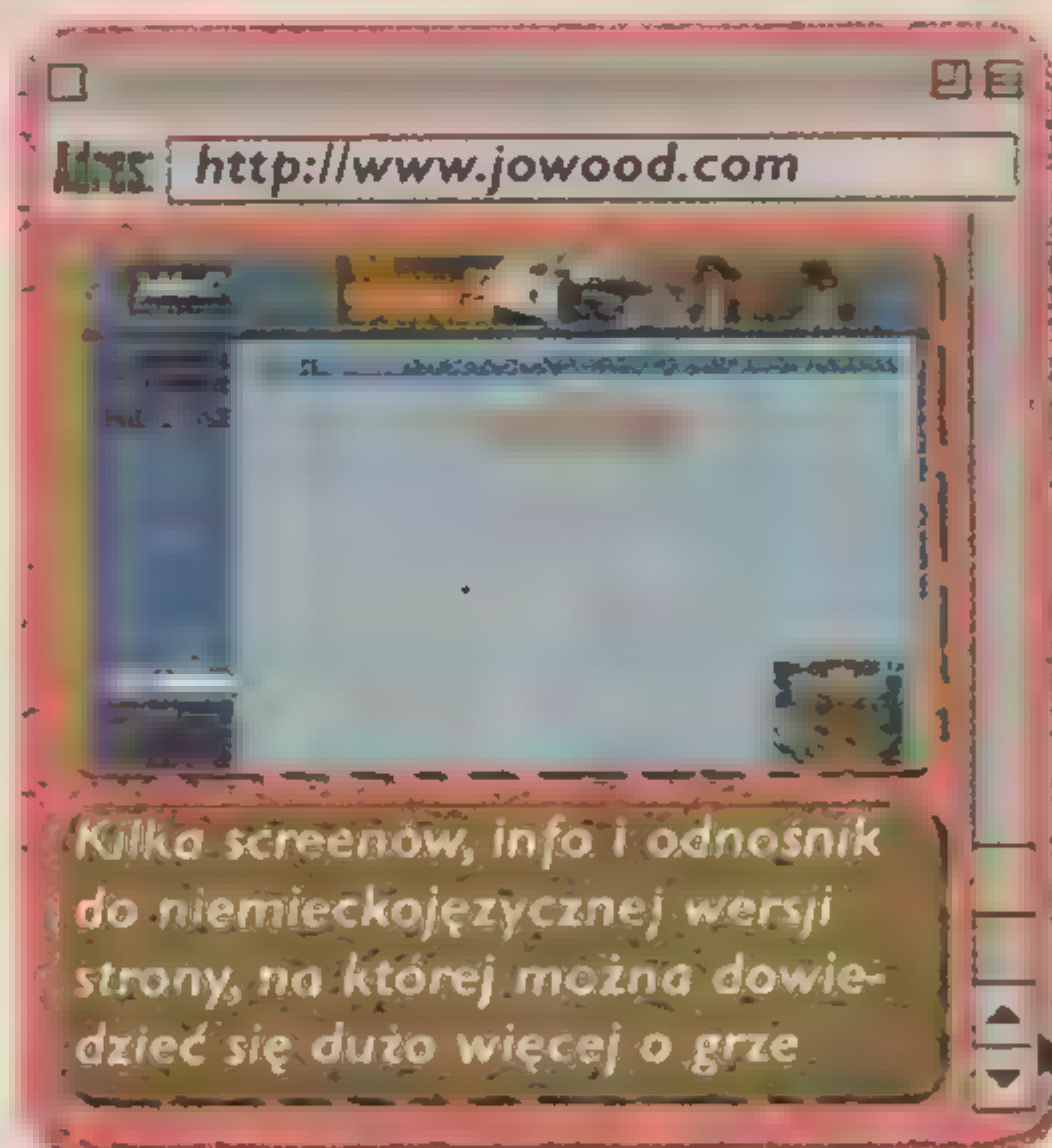 Adres: http://www.jowood.com
Kilka screenów, info i odnośnik
do niemieckojęzycznej wersji
strony, na której można dowie-
dzieć się dużo więcej o grze